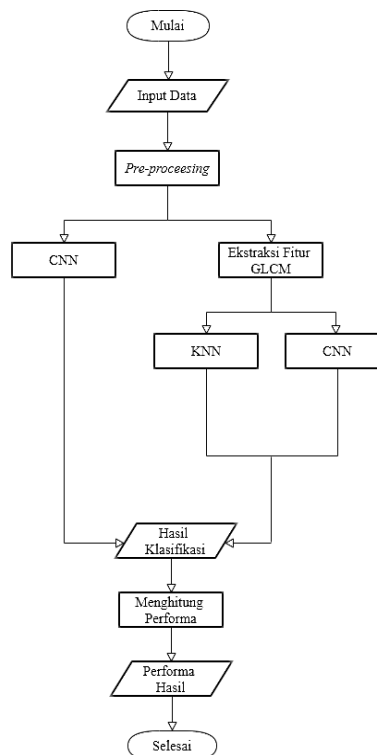 Mulai
Input Data
Pre-proceesing
CNN
Ekstraksi Fitur
GLCM
KNN
CNN
Hasil
Klasifikasi
Menghitung
Performa
Performa
Hasil
Selesai